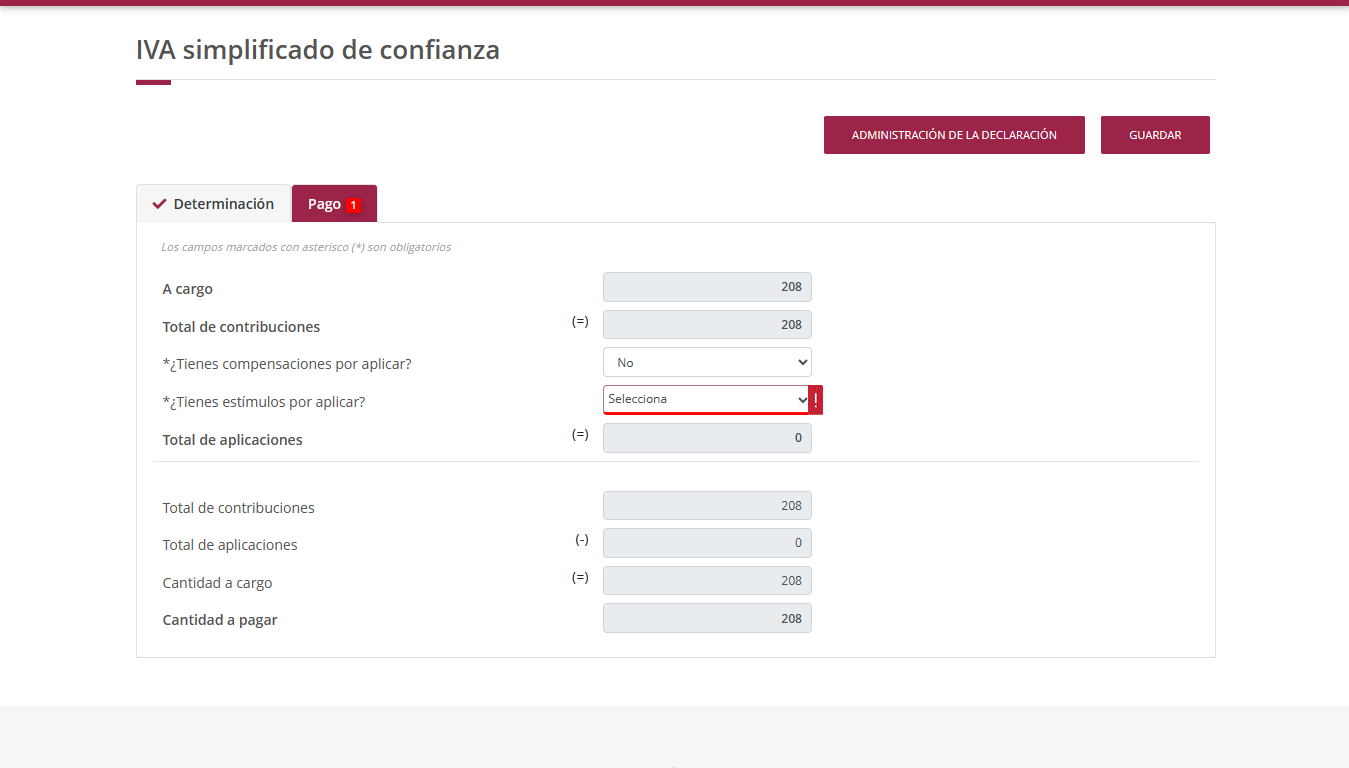 IVA simplificado de confianza
ADMINISTRACIÓN DE LA DECLARACIÓN GUARDAR
Determinación Pago 1
Los campos marcados con asterisco (*) son obligatorios
A cargo 208
Total de contribuciones (=) 208
*¿Tienes compensaciones por aplicar? No
*¿Tienes estímulos por aplicar? Selecciona !
Total de aplicaciones (=) 0
Total de contribuciones 208
Total de aplicaciones (-) 0
Cantidad a cargo (=) 208
Cantidad a pagar 208